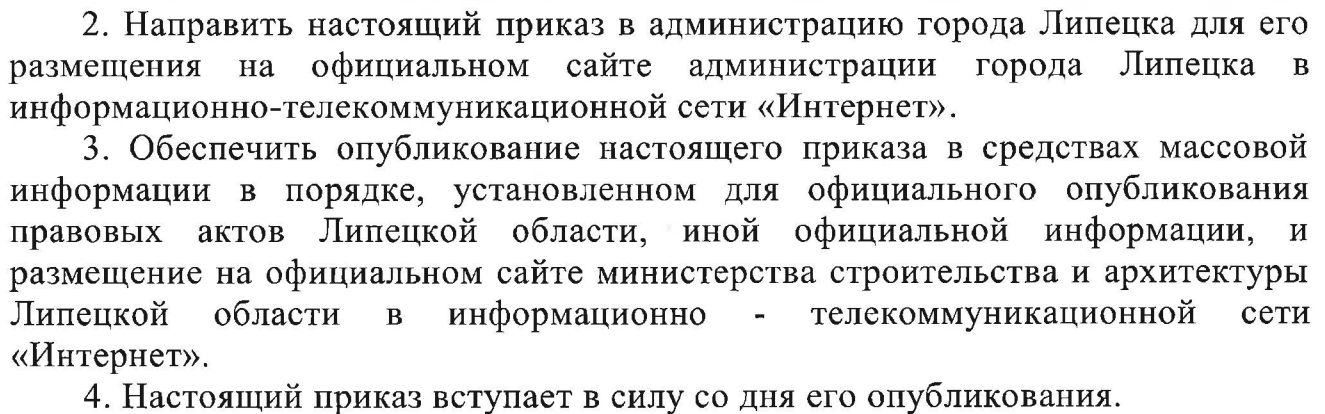 2. Направить настоящий приказ в администрацию города Липецка для его
размещения на официальном сайте администрации города Липецка в
информационно-телекоммуникационной сети «Интернет».
3. Обеспечить опубликование настоящего приказа в средствах массовой
информации в порядке, установленном для официального опубликования
правовых актов Липецкой области, иной официальной информации, и
размещение на официальном сайте министерства строительства и архитектуры
Липецкой области в информационно - телекоммуникационной сети
«Интернет».
4. Настоящий приказ вступает в силу со дня его опубликования.